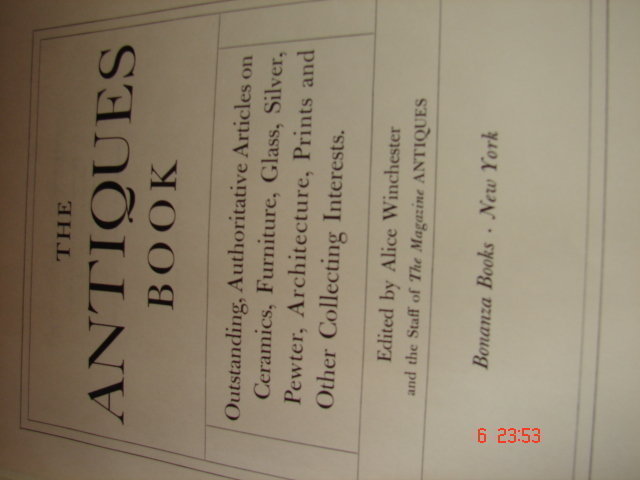 THE
ANTIQUES
BOOK
Outstanding, Authoritative Articles on
Ceramics, Furniture, Glass, Silver,
Pewter, Architecture, Prints and
Other Collecting Interests.
Edited by Alice Winchester
and the Staff of The Magazine ANTIQUES
Bonanza Books · New York
6 23:53